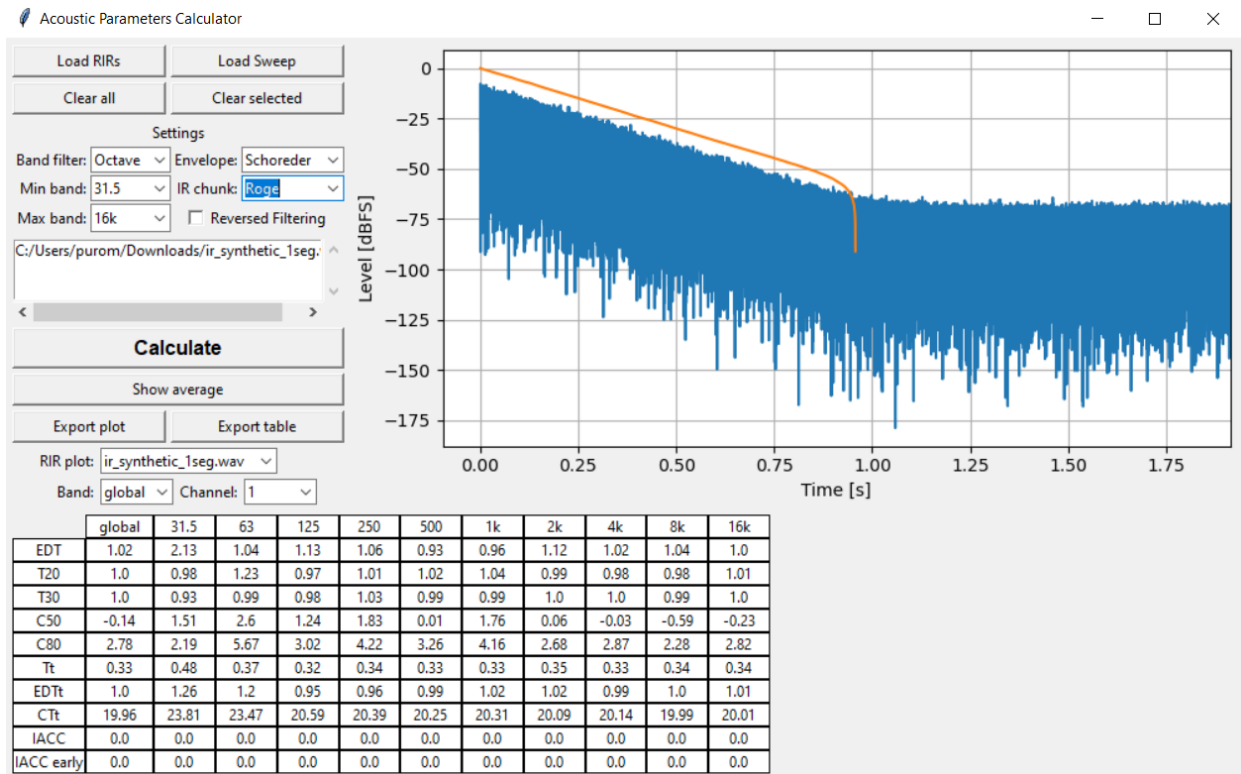 Acoustic Parameters Calculator
Load RIRs Load Sweep
Clear all Clear selected
Settings
Band filter: Octave Envelope: Schoreder
Min band: 31.5 IR chunk: Roge
Max band: 16k Reversed Filtering
C:/Users/purom/Downloads/ir_synthetic_1seg.
Calculate
Show average
Export plot Export table
RIR plot: ir_synthetic_1seg.wav
Band: global Channel: 1
Level [dBFS]
0
−25
−50
−75
−100
−125
−150
−175
0.00 0.25 0.50 0.75 1.00 1.25 1.50 1.75
Time [s]
global 31.5 63 125 250 500 1k 2k 4k 8k 16k
EDT 1.02 2.13 1.04 1.13 1.06 0.93 0.96 1.12 1.02 1.04 1.0
T20 1.0 0.98 1.23 0.97 1.01 1.02 1.04 0.99 0.98 0.98 1.01
T30 1.0 0.93 0.99 0.98 1.03 0.99 0.99 1.0 1.0 0.99 1.0
C50 -0.14 1.51 2.6 1.24 1.83 0.01 1.76 0.06 -0.03 -0.59 -0.23
C80 2.78 2.19 5.67 3.02 4.22 3.26 4.16 2.68 2.87 2.28 2.82
Tt 0.33 0.48 0.37 0.32 0.34 0.33 0.33 0.35 0.33 0.34 0.34
EDTt 1.0 1.26 1.2 0.95 0.96 0.99 1.02 1.02 0.99 1.0 1.01
CTt 19.96 23.81 23.47 20.59 20.39 20.25 20.31 20.09 20.14 19.99 20.01
IACC 0.0 0.0 0.0 0.0 0.0 0.0 0.0 0.0 0.0 0.0 0.0
IACC early 0.0 0.0 0.0 0.0 0.0 0.0 0.0 0.0 0.0 0.0 0.0